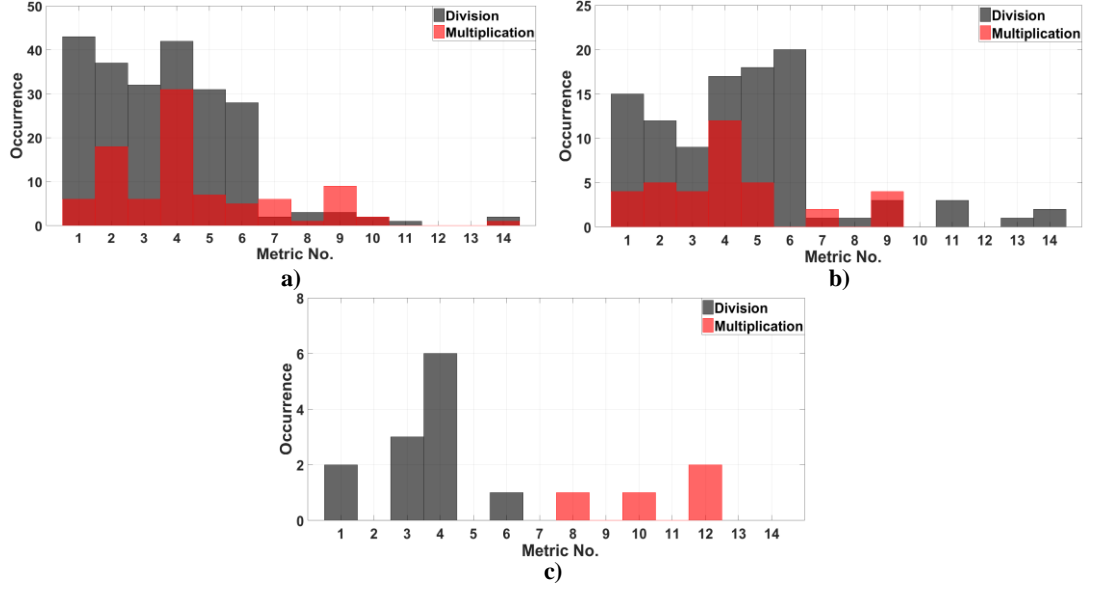 Division
Multiplication
50
40
30
20
10
0
Occurrence
1 2 3 4 5 6 7 8 9 10 11 12 13 14
Metric No.
a)
Division
Multiplication
25
20
15
10
5
0
Occurrence
1 2 3 4 5 6 7 8 9 10 11 12 13 14
Metric No.
b)
Division
Multiplication
8
6
4
2
0
Occurrence
1 2 3 4 5 6 7 8 9 10 11 12 13 14
Metric No.
c)